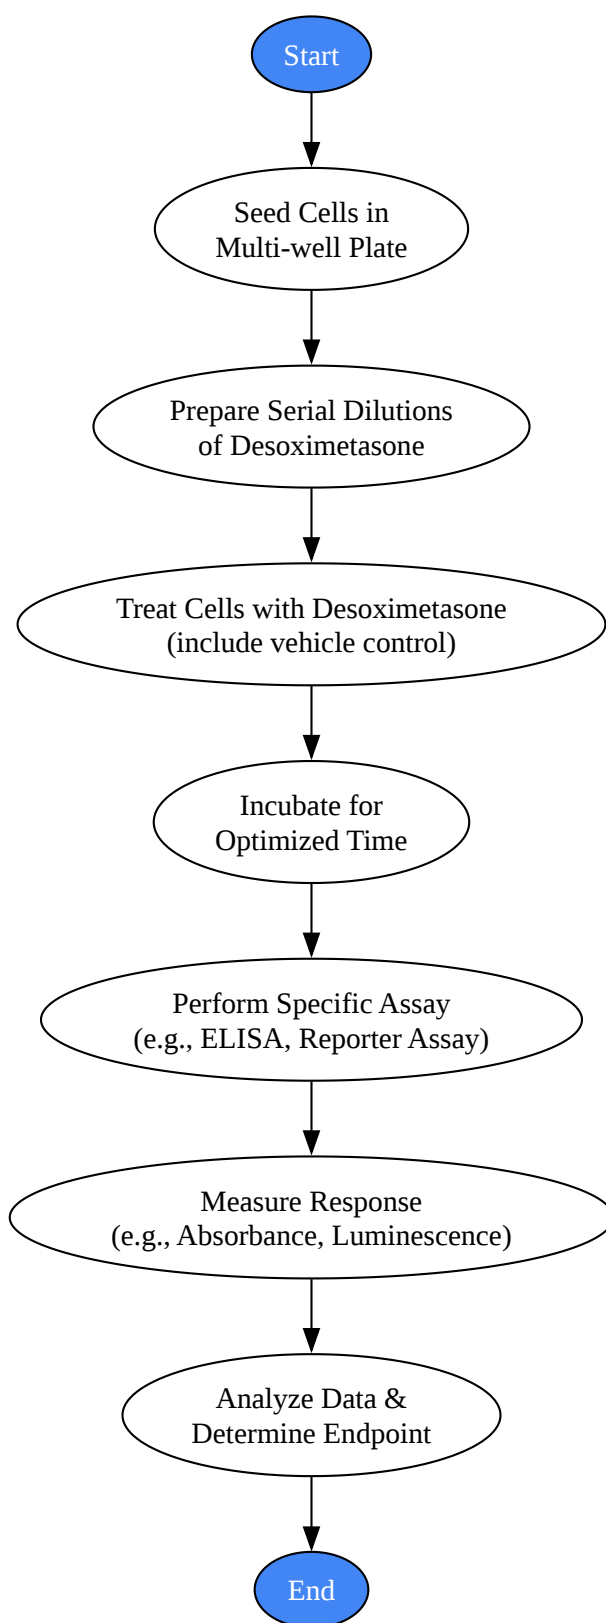 Start
Seed Cells in
Multi-well Plate
Prepare Serial Dilutions
of Desoximetasone
Treat Cells with Desoximetasone
(include vehicle control)
Incubate for
Optimized Time
Perform Specific Assay
(e.g., ELISA, Reporter Assay)
Measure Response
(e.g., Absorbance, Luminescence)
Analyze Data &
Determine Endpoint
End